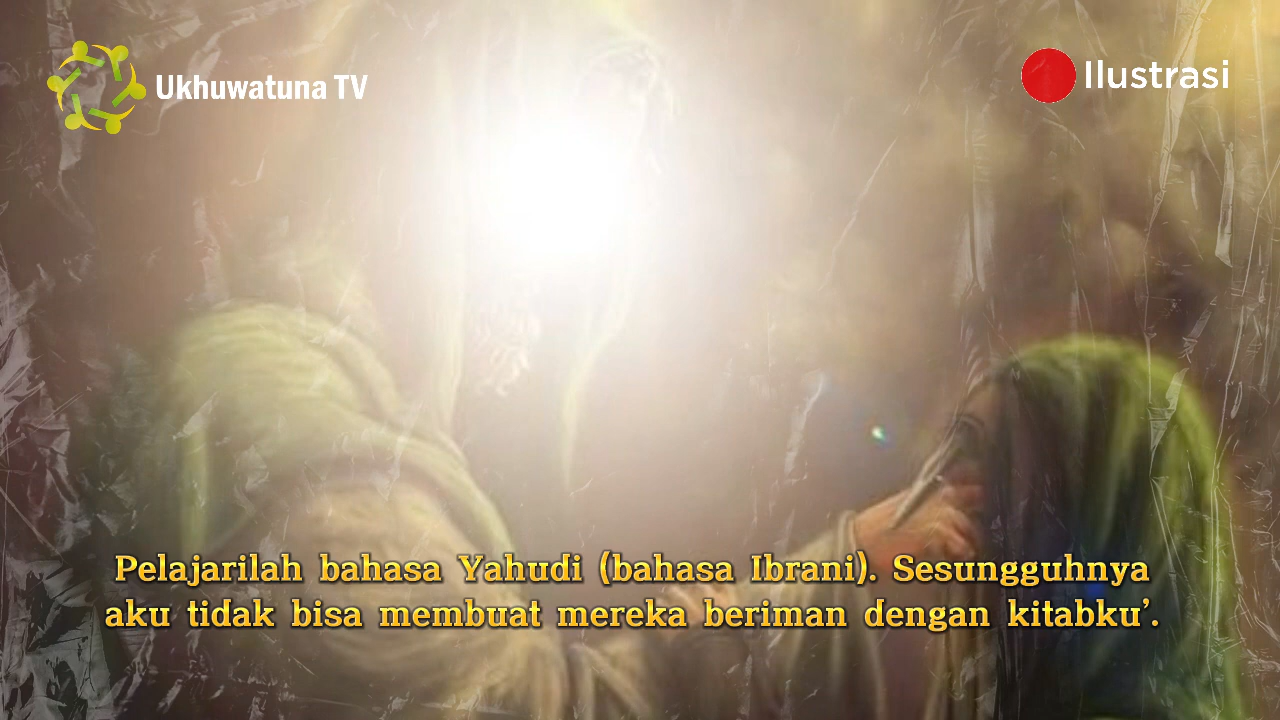 Ukhuwatuna TV
Ilustrasi
Pelajarilah bahasa Yahudi (bahasa Ibrani). Sesungguhnya
aku tidak bisa membuat mereka beriman dengan kitabku’.